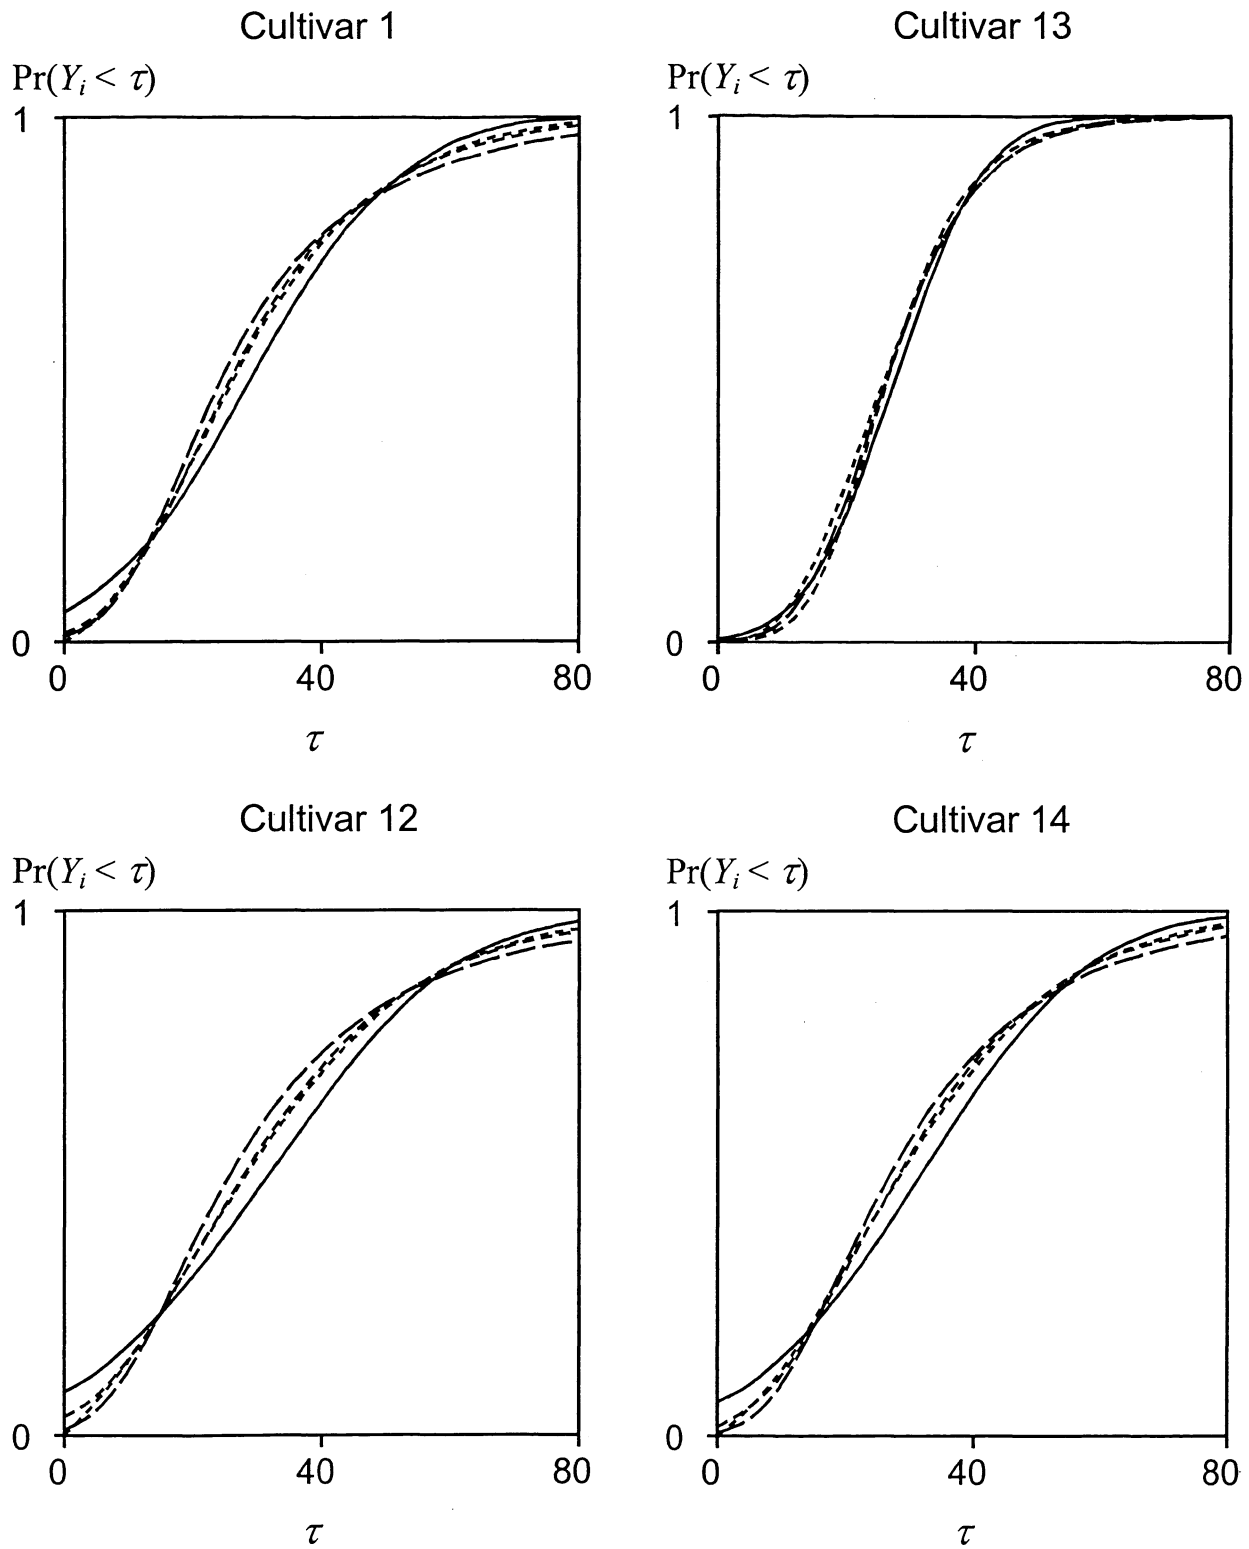 Cultivar 1
Pr(Yi < τ)
1
0
0 40 80
τ
Cultivar 13
Pr(Yi < τ)
1
0
0 40 80
τ
Cultivar 12
Pr(Yi < τ)
1
0
0 40 80
τ
Cultivar 14
Pr(Yi < τ)
1
0
0 40 80
τ